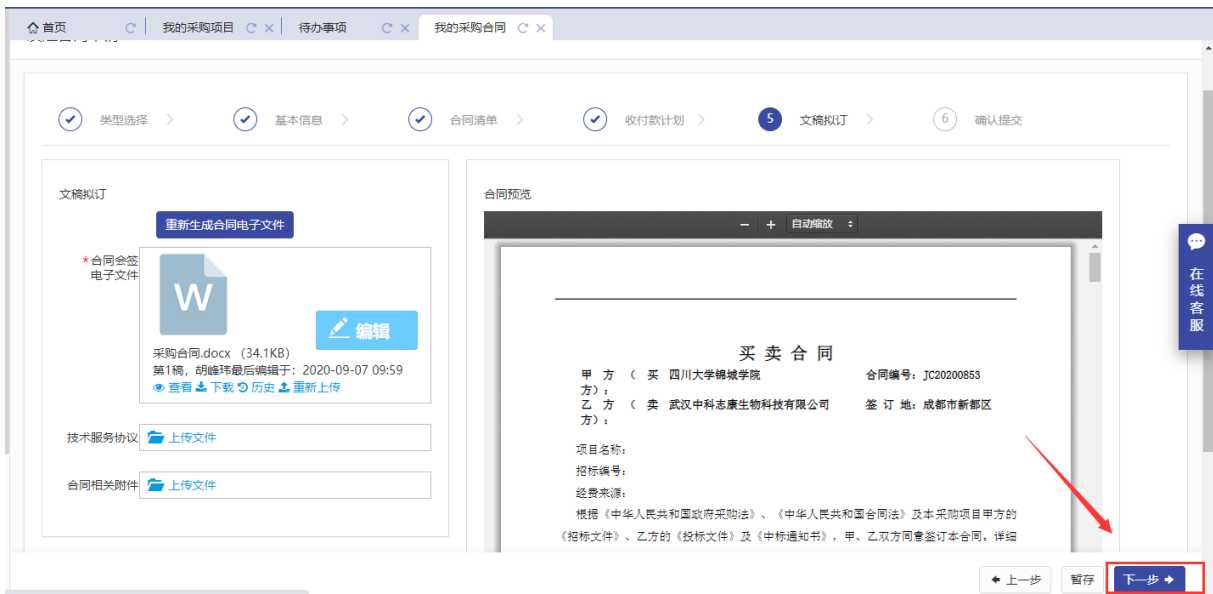 首页
我的采购项目
待办事项
我的采购合同
类型选择
基本信息
合同清单
收付款计划
5 文稿拟订
6 确认提交
文稿拟订
重新生成合同电子文件
*合同会签
电子文件
W
编辑
采购合同.docx （34.1KB）
第1稿，胡峰玮最后编辑于：2020-09-07 09:59
查看 下载 历史 重新上传
技术服务协议 上传文件
合同相关附件 上传文件
合同预览
自动缩放
买 卖 合 同
甲 方 （ 买 四川大学锦城学院 合同编号：JC20200853
方）：
乙 方 （ 卖 武汉中科志康生物科技有限公司 签 订 地：成都市新都区
方）：
项目名称：
招标编号：
经费来源：
根据《中华人民共和国政府采购法》、《中华人民共和国合同法》及本采购项目甲方的
《招标文件》、乙方的《投标文件》及《中标通知书》，甲、乙双方同意签订本合同。详细
在线客服
上一步
暂存
下一步